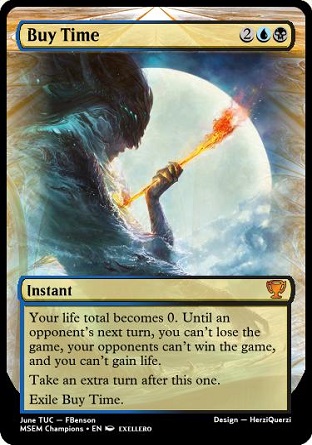 Buy Time 2
Instant
Your life total becomes 0. Until an
opponent's next turn, you can't lose the
game, your opponents can't win the game,
and you can't gain life.
Take an extra turn after this one.
Exile Buy Time.
June TUC — FBenson Design — HerziQuerzi
MSEM Champions • EN EXELLERO